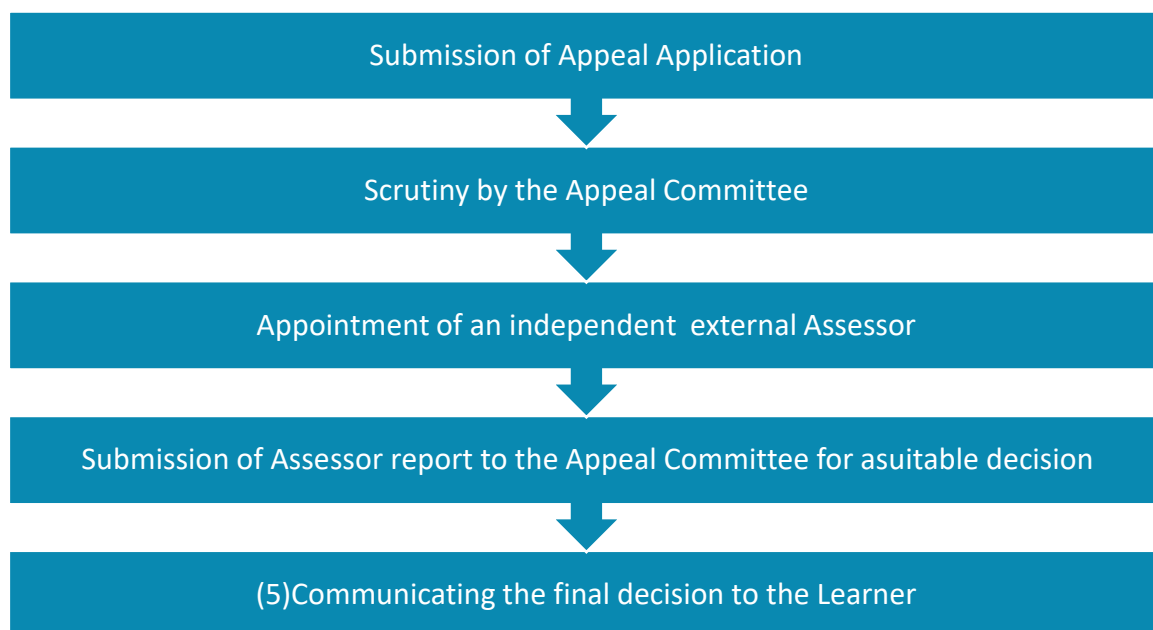 Submission of Appeal Application
Scrutiny by the Appeal Committee
Appointment of an independent  external Assessor
Submission of Assessor report to the Appeal Committee for asuitable decision
(5)Communicating the final decision to the Learner